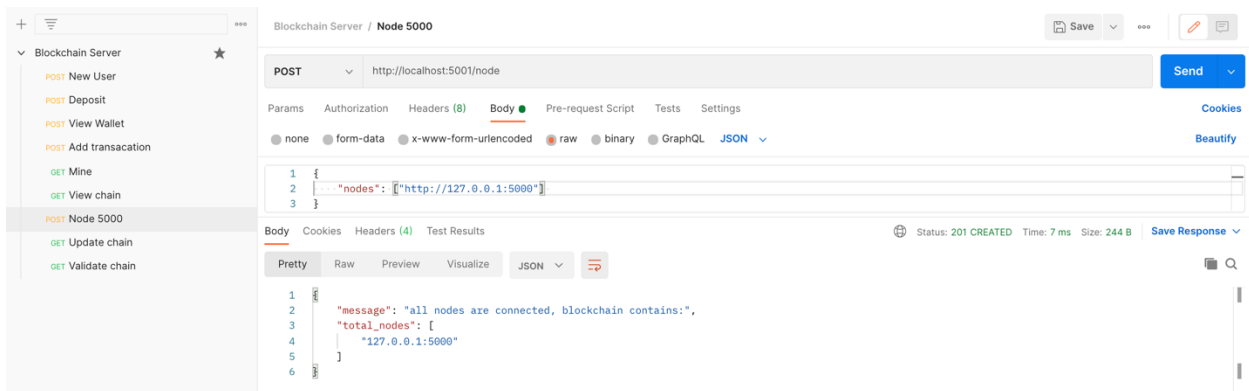 Blockchain Server / Node 5000
Save
Blockchain Server
POST New User
POST Deposit
POST View Wallet
POST Add transacation
GET Mine
GET View chain
POST Node 5000
GET Update chain
GET Validate chain
POST http://localhost:5001/node Send
Params Authorization Headers (8) Body Pre-request Script Tests Settings Cookies
none form-data x-www-form-urlencoded raw binary GraphQL JSON Beautify
1 {
2 "nodes": ["http://127.0.0.1:5000"]
3 }
Body Cookies Headers (4) Test Results Status: 201 CREATED Time: 7 ms Size: 244 B Save Response
Pretty Raw Preview Visualize JSON
1 {
2 "message": "all nodes are connected, blockchain contains:",
3 "total_nodes": [
4 "127.0.0.1:5000"
5 ]
6 }